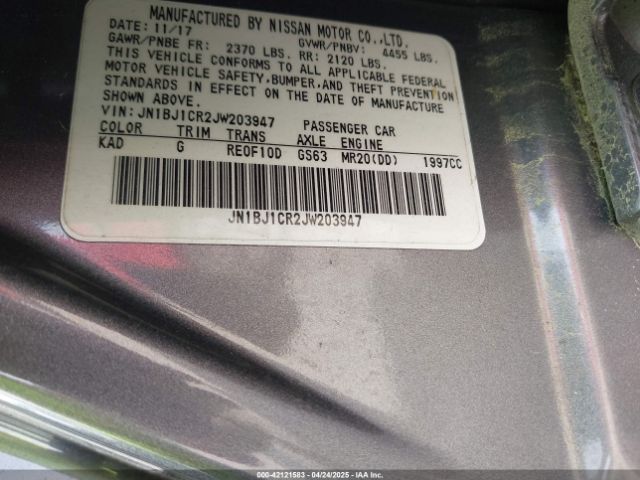 MANUFACTURED BY NISSAN MOTOR CO.,LTD.
DATE: 11/17 GVWR/PNBV: 4455 LBS.
GAWR/PNBE FR: 2370 LBS. RR: 2120 LBS.
THIS VEHICLE CONFORMS TO ALL APPLICABLE FEDERAL
MOTOR VEHICLE SAFETY,BUMPER,AND THEFT PREVENTION
STANDARDS IN EFFECT ON THE DATE OF MANUFACTURE
SHOWN ABOVE.
VIN: JN1BJ1CR2JW203947 PASSENGER CAR
COLOR TRIM TRANS AXLE ENGINE
KAD G RE0F10D GS63 MR20(DD) 1997CC
JN1BJ1CR2JW203947
000-42121583 - 04/24/2025 - IAA Inc.